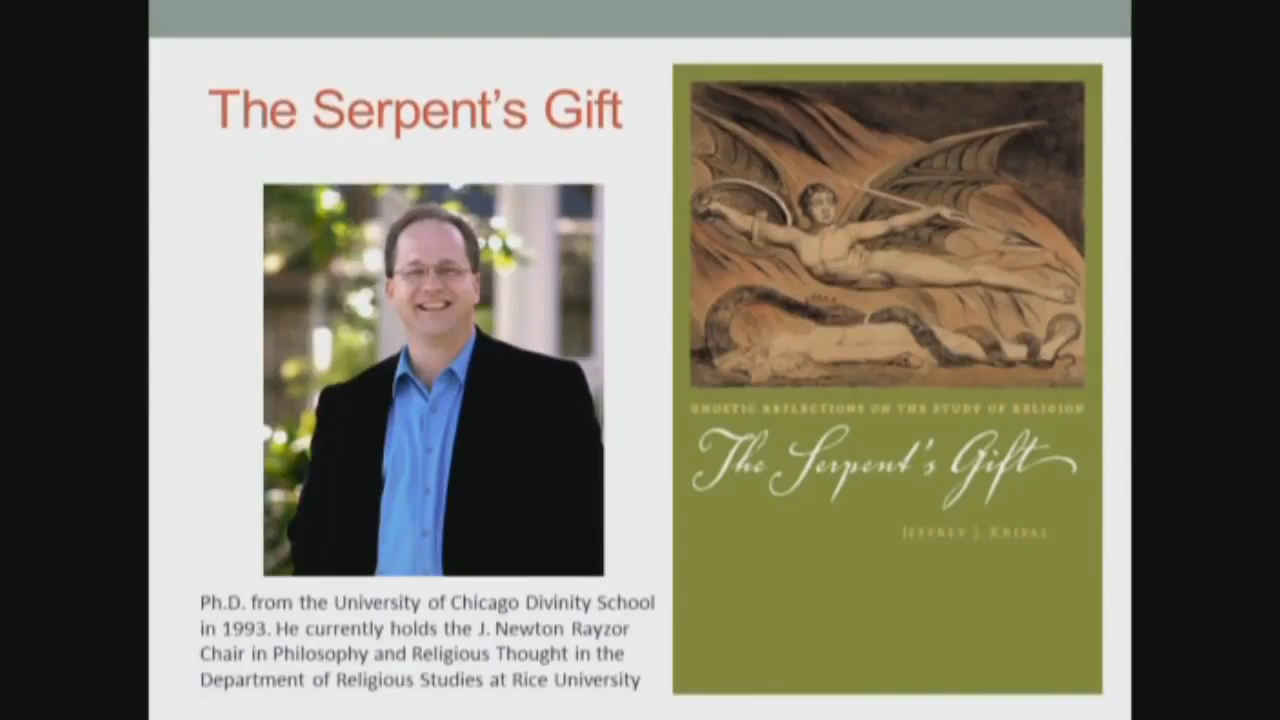 The Serpent's Gift
Ph.D. from the University of Chicago Divinity School
in 1993. He currently holds the J. Newton Rayzor
Chair in Philosophy and Religious Thought in the
Department of Religious Studies at Rice University
GNOSTIC REFLECTIONS ON THE STUDY OF RELIGION
The Serpent's Gift
JEFFREY J. KRIPAL